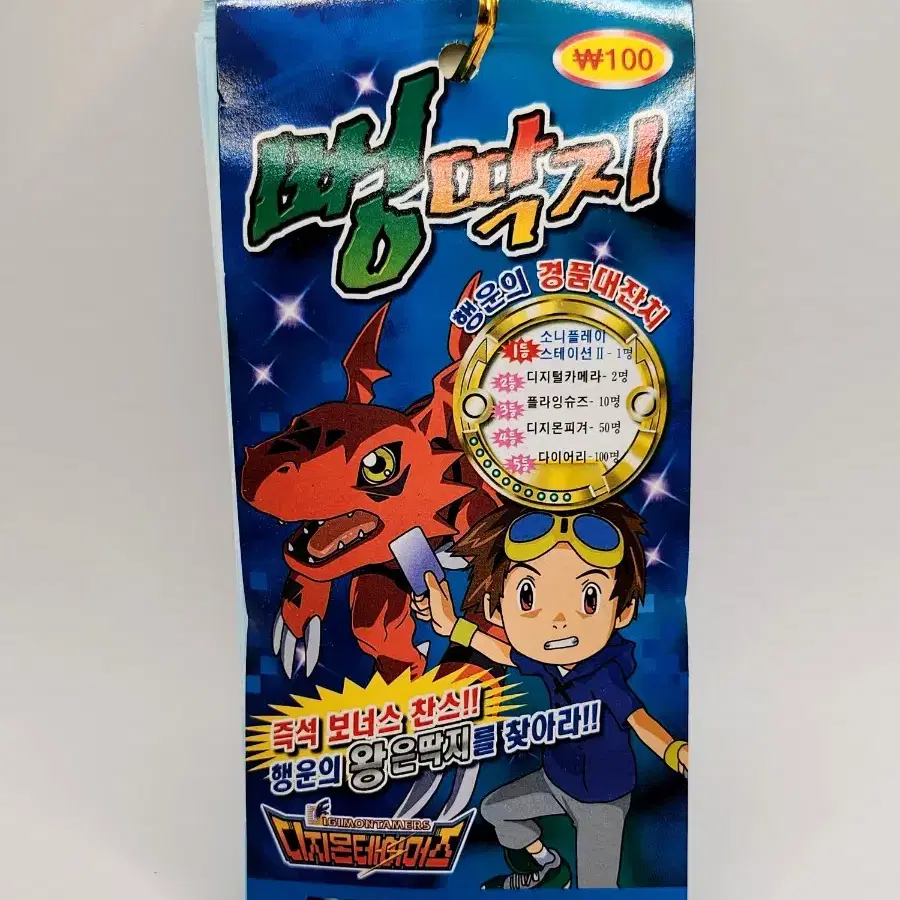 ₩100
뻥딱지
행운의 경품대잔치
1등 소니플레이
스테이션Ⅱ-1명
2등 디지털카메라-2명
3등 플라잉슈즈-10명
4등 디지몬피겨-50명
5등 다이어리-100명
즉석 보너스 찬스!!
행운의 왕은딱지를 찾아라!!
DIGIMONTAMERS
디지몬테이머즈